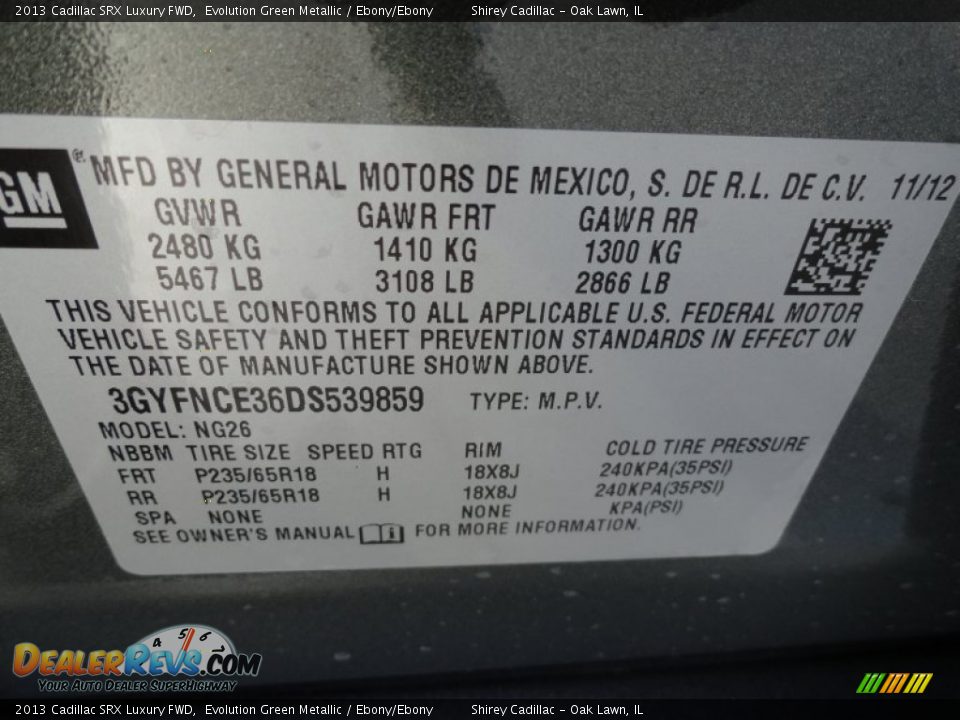 2013 Cadillac SRX Luxury FWD, Evolution Green Metallic / Ebony/Ebony Shirey Cadillac - Oak Lawn, IL
GM
® MFD BY GENERAL MOTORS DE MEXICO, S. DE R.L. DE C.V. 11/12
GVWR GAWR FRT GAWR RR
2480 KG 1410 KG 1300 KG
5467 LB 3108 LB 2866 LB
THIS VEHICLE CONFORMS TO ALL APPLICABLE U.S. FEDERAL MOTOR
VEHICLE SAFETY AND THEFT PREVENTION STANDARDS IN EFFECT ON
THE DATE OF MANUFACTURE SHOWN ABOVE.
3GYFNCE36DS539859 TYPE: M.P.V.
MODEL: NG26
NBBM TIRE SIZE SPEED RTG RIM COLD TIRE PRESSURE
FRT P235/65R18 H 18X8J 240KPA(35PSI)
RR P235/65R18 H 18X8J 240KPA(35PSI)
SPA NONE NONE KPA(PSI)
SEE OWNER'S MANUAL i FOR MORE INFORMATION.
4 5 6
DEALERREVS.COM
YOUR AUTO DEALER SUPERHIGHWAY
2013 Cadillac SRX Luxury FWD, Evolution Green Metallic / Ebony/Ebony Shirey Cadillac - Oak Lawn, IL